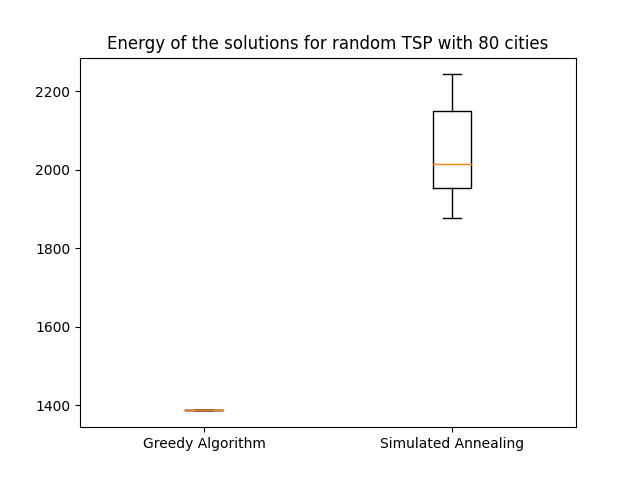 Energy of the solutions for random TSP with 80 cities
2200
2000
1800
1600
1400
Greedy Algorithm
Simulated Annealing